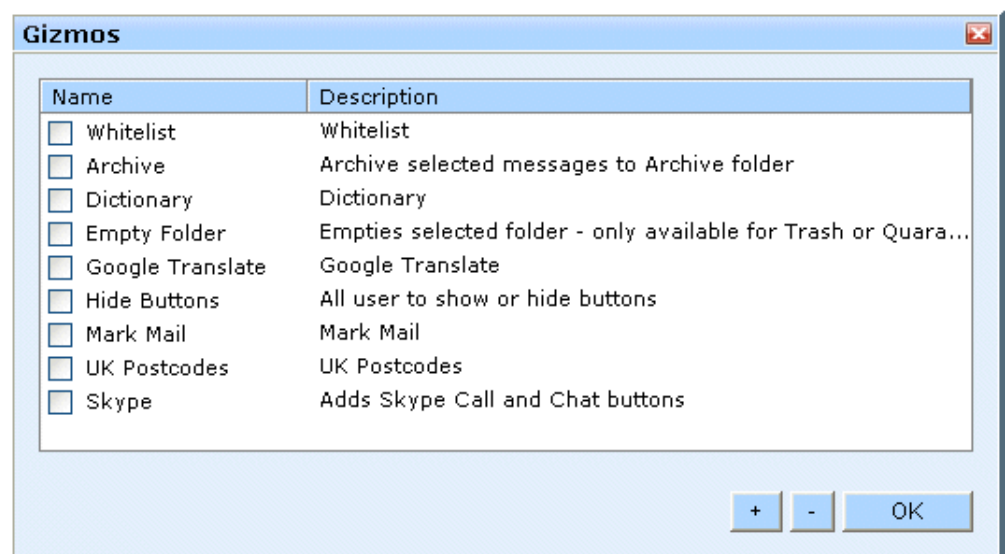 Gizmos
Name Description
Whitelist Whitelist
Archive Archive selected messages to Archive folder
Dictionary Dictionary
Empty Folder Empties selected folder - only available for Trash or Quara...
Google Translate Google Translate
Hide Buttons All user to show or hide buttons
Mark Mail Mark Mail
UK Postcodes UK Postcodes
Skype Adds Skype Call and Chat buttons
+ - OK